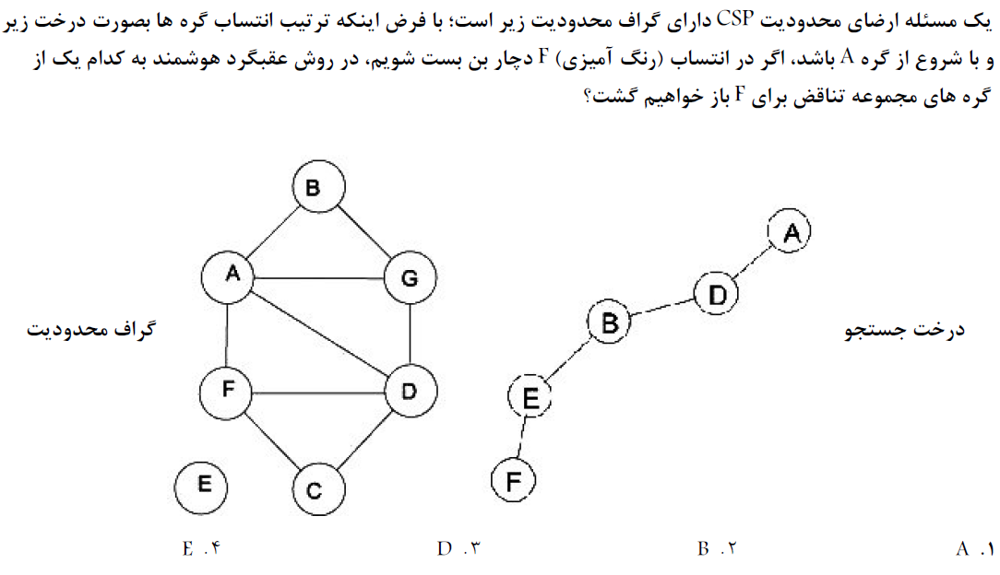 یک مسئله ارضای محدودیت CSP دارای گراف محدودیت زیر است؛ با فرض اینکه ترتیب انتساب گره ها بصورت درخت زیر
و با شروع از گره A باشد، اگر در انتساب (رنگ آمیزی) F دچار بن بست شویم، در روش عقبگرد هوشمند به کدام یک از
گره های مجموعه تناقض برای F باز خواهیم گشت؟
B
A
A
G
D
B
درخت جستجو
گراف محدودیت
F
D
E
E
C
F
۱. A
۲. B
۳. D
۴. E